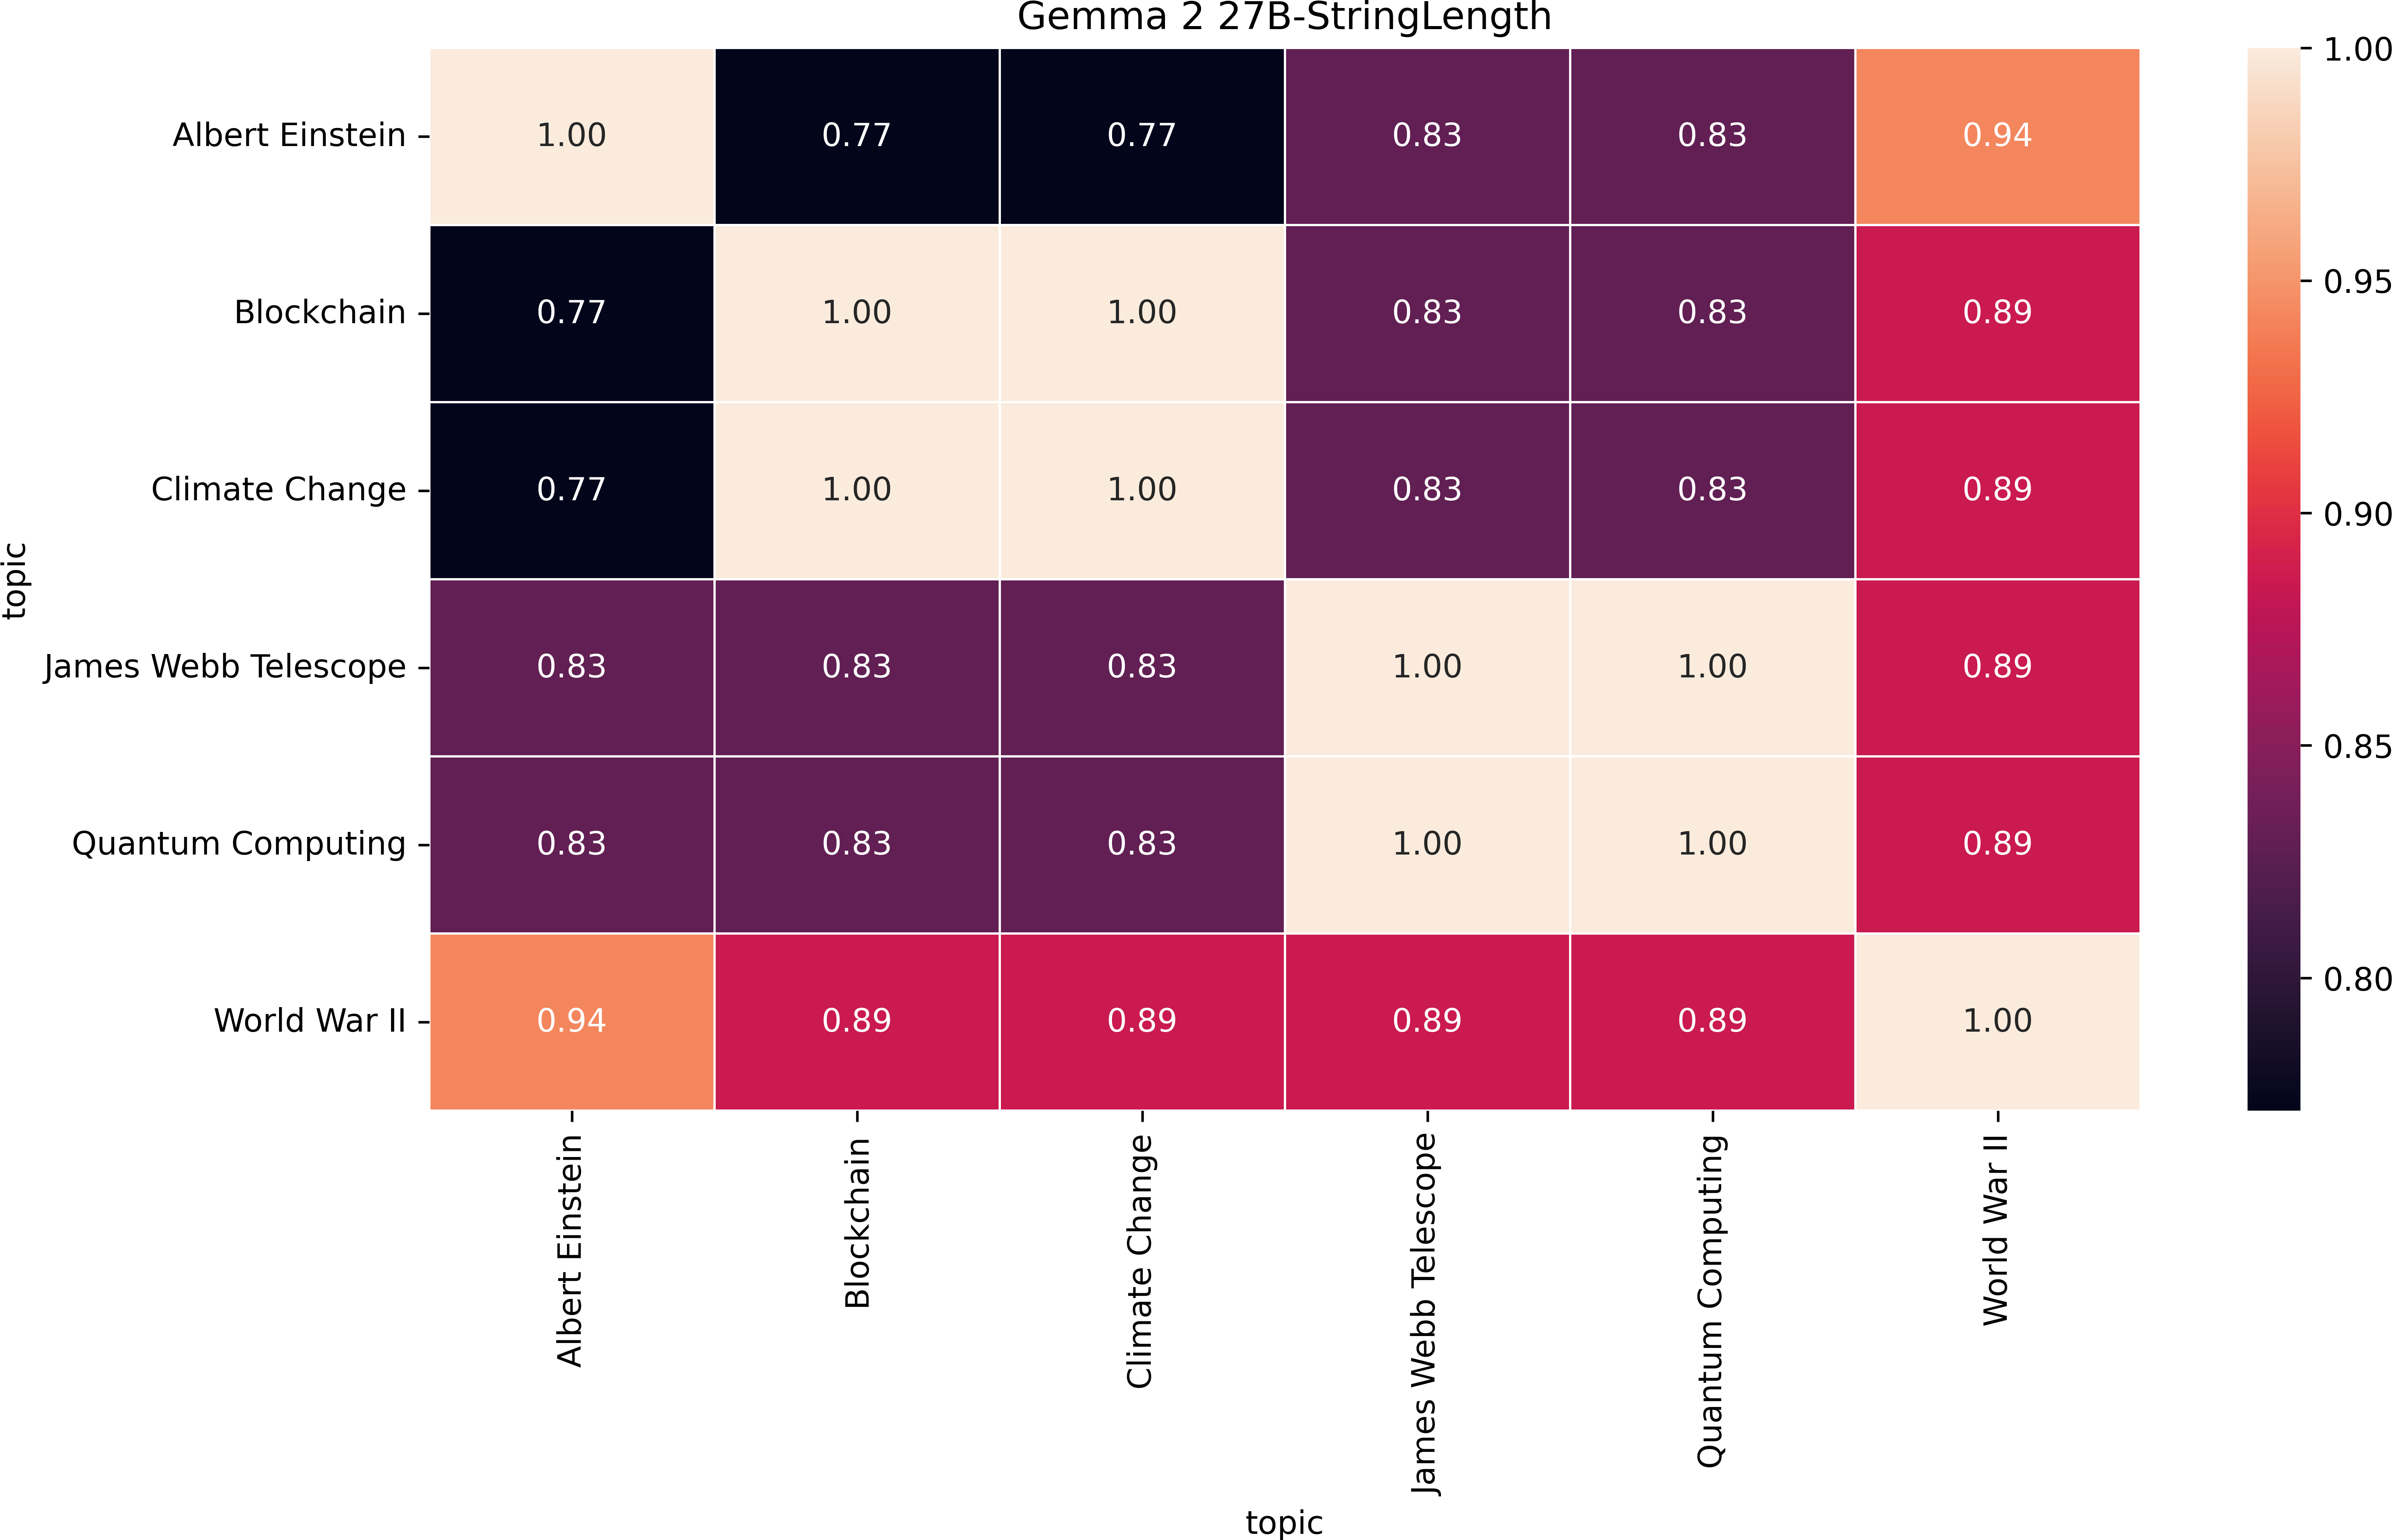 Gemma 2 27B-StringLength
Albert Einstein 1.00 0.77 0.77 0.83 0.83 0.94
Blockchain 0.77 1.00 1.00 0.83 0.83 0.89
Climate Change 0.77 1.00 1.00 0.83 0.83 0.89
James Webb Telescope 0.83 0.83 0.83 1.00 1.00 0.89
Quantum Computing 0.83 0.83 0.83 1.00 1.00 0.89
World War II 0.94 0.89 0.89 0.89 0.89 1.00
topic
Albert Einstein
Blockchain
Climate Change
James Webb Telescope
Quantum Computing
World War II
topic
1.00
0.95
0.90
0.85
0.80